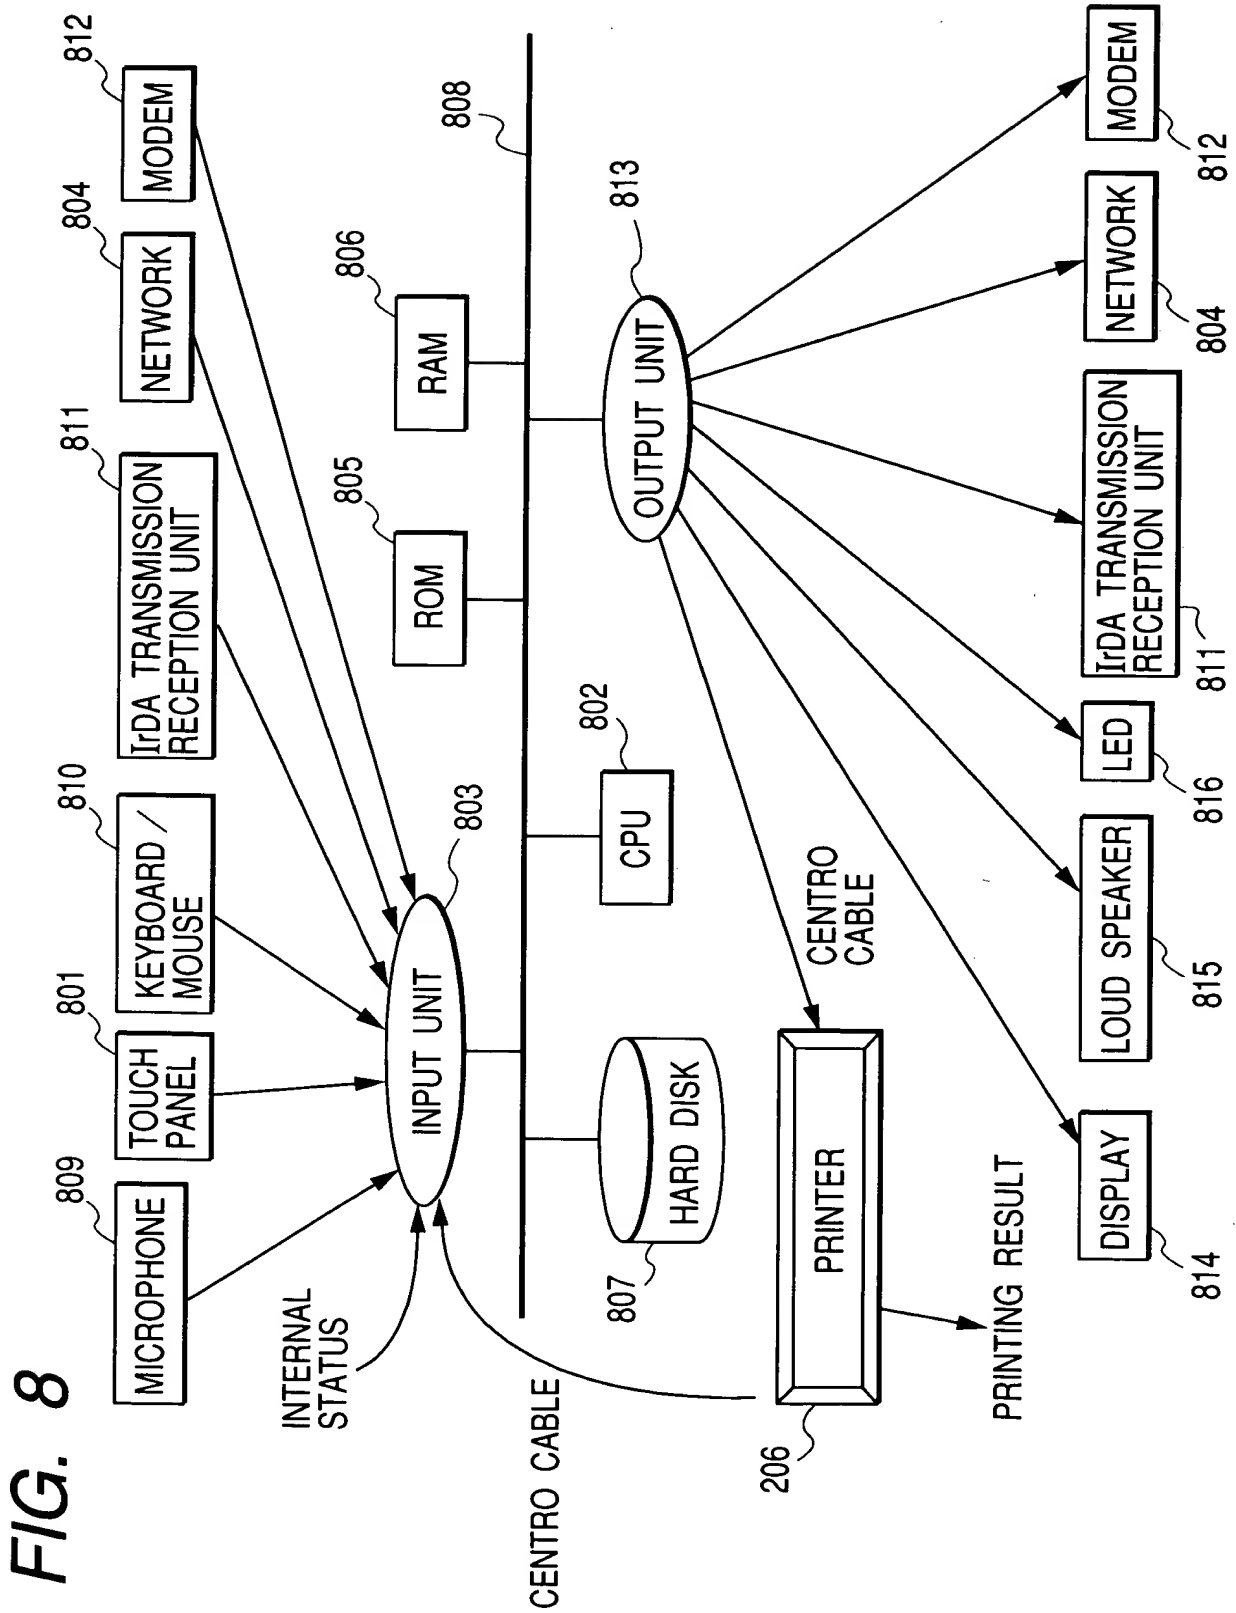 FIG. 8
809
801
810
811
804
812
MICROPHONE
TOUCH
PANEL
KEYBOARD /
MOUSE
IrDA TRANSMISSION
RECEPTION UNIT
NETWORK
MODEM
INTERNAL
STATUS
INPUT UNIT
803
805
806
ROM
RAM
808
CENTRO CABLE
807
HARD DISK
802
CPU
813
OUTPUT UNIT
206
PRINTER
CENTRO
CABLE
PRINTING RESULT
DISPLAY
LOUD SPEAKER
LED
IrDA TRANSMISSION
RECEPTION UNIT
NETWORK
MODEM
814
815
816
811
804
812